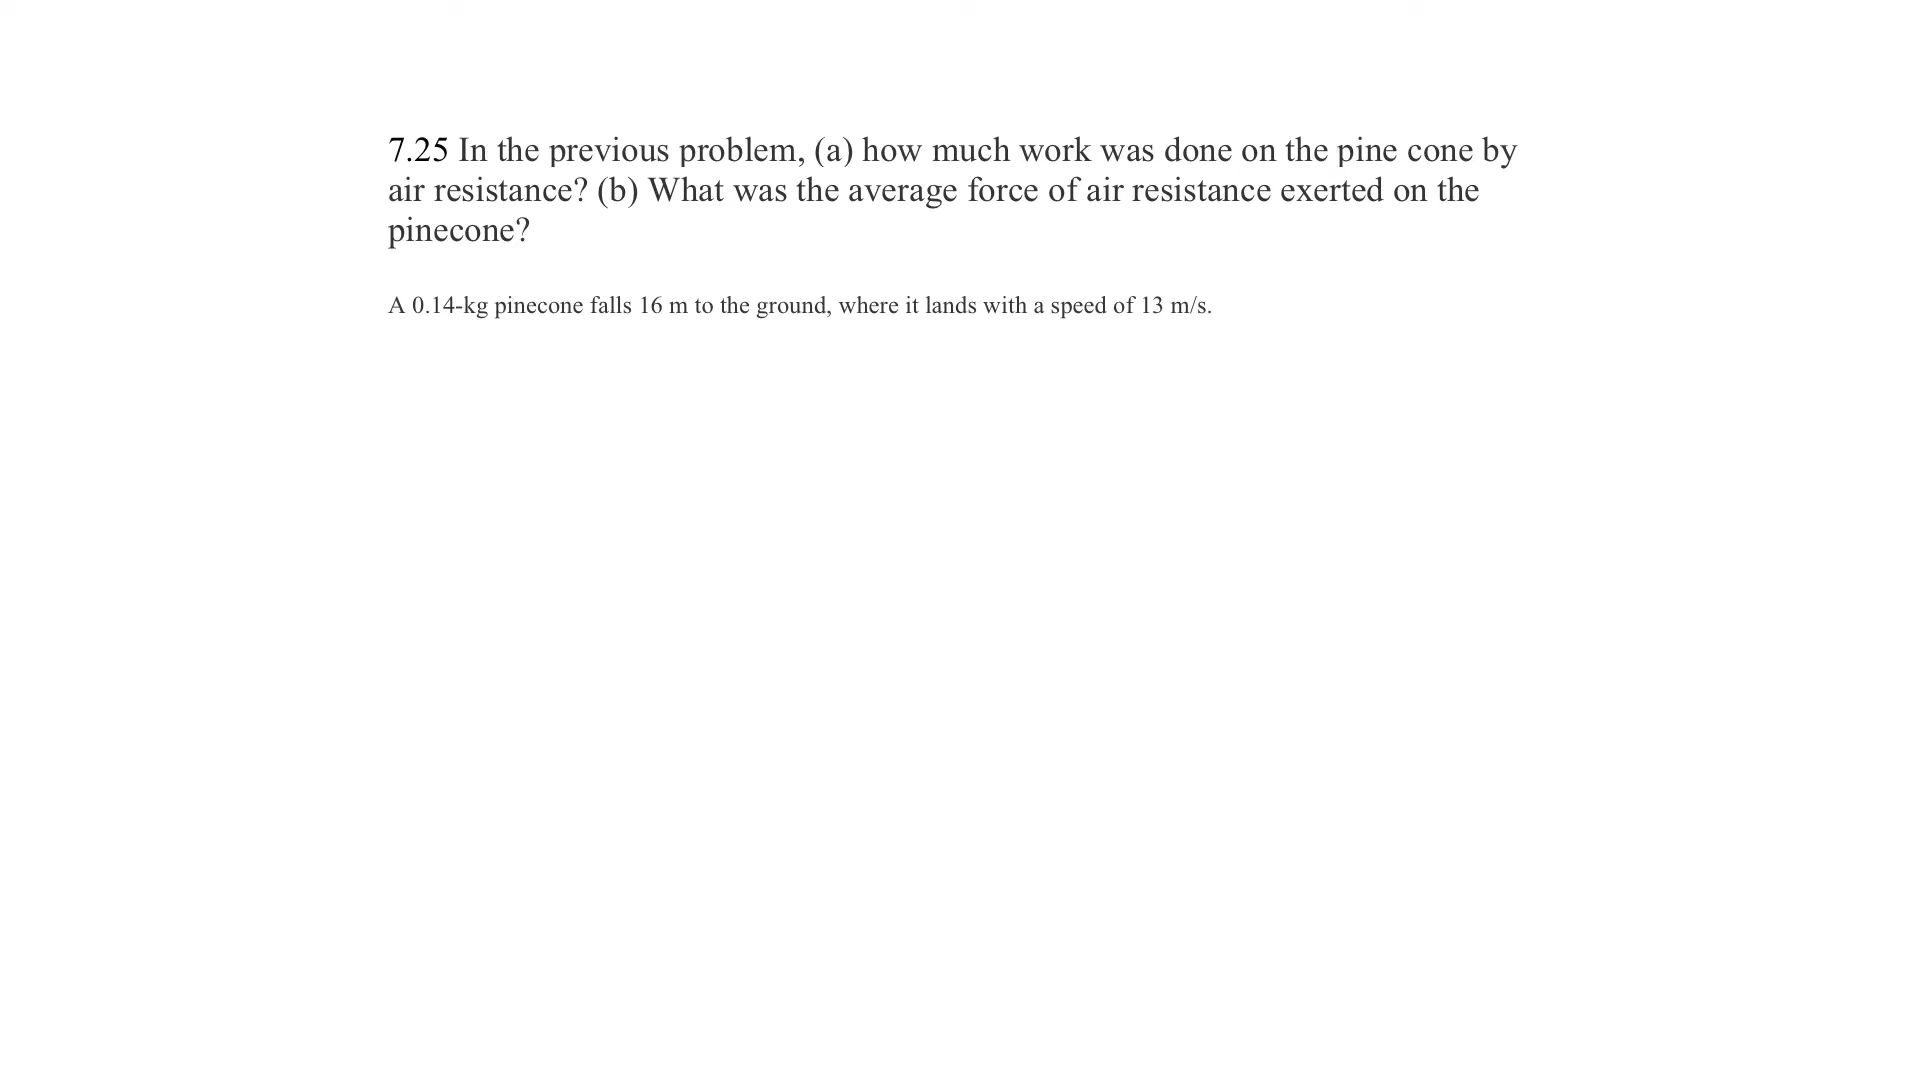 7.25 In the previous problem, (a) how much work was done on the pine cone by
air resistance? (b) What was the average force of air resistance exerted on the
pinecone?
A 0.14-kg pinecone falls 16 m to the ground, where it lands with a speed of 13 m/s.